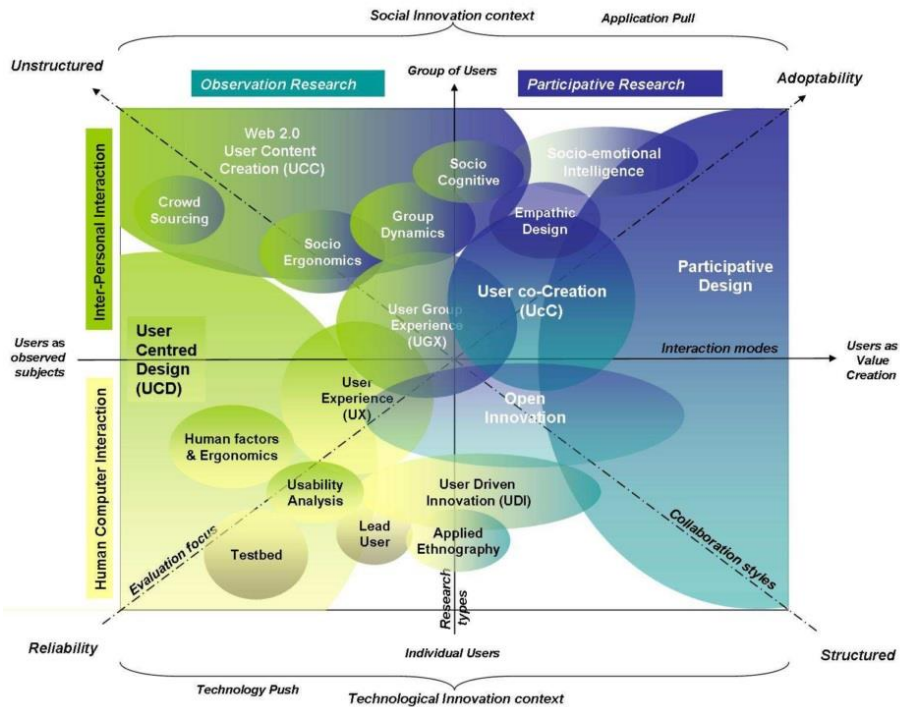 Social Innovation context
Application Pull
Unstructured
Observation Research
Group of Users
Participative Research
Adoptability
Web 2.0
User Content
Creation (UCC)
Socio
Cognitive
Socio-emotional
Intelligence
Inter-Personal Interaction
Crowd
Sourcing
Group
Dynamics
Empathic
Design
Socio
Ergonomics
Participative
Design
User co-Creation
(UcC)
User Group
Experience
(UGX)
Users as
observed
subjects
User
Centred
Design
(UCD)
Interaction modes
Users as
Value
Creation
User
Experience
(UX)
Open
Innovation
Human Computer Interaction
Human factors
& Ergonomics
Usability
Analysis
User Driven
Innovation (UDI)
Evaluation focus
Testbed
Lead
User
Applied
Ethnography
Collaboration styles
Research
types
Reliability
Individual Users
Structured
Technology Push
Technological Innovation context